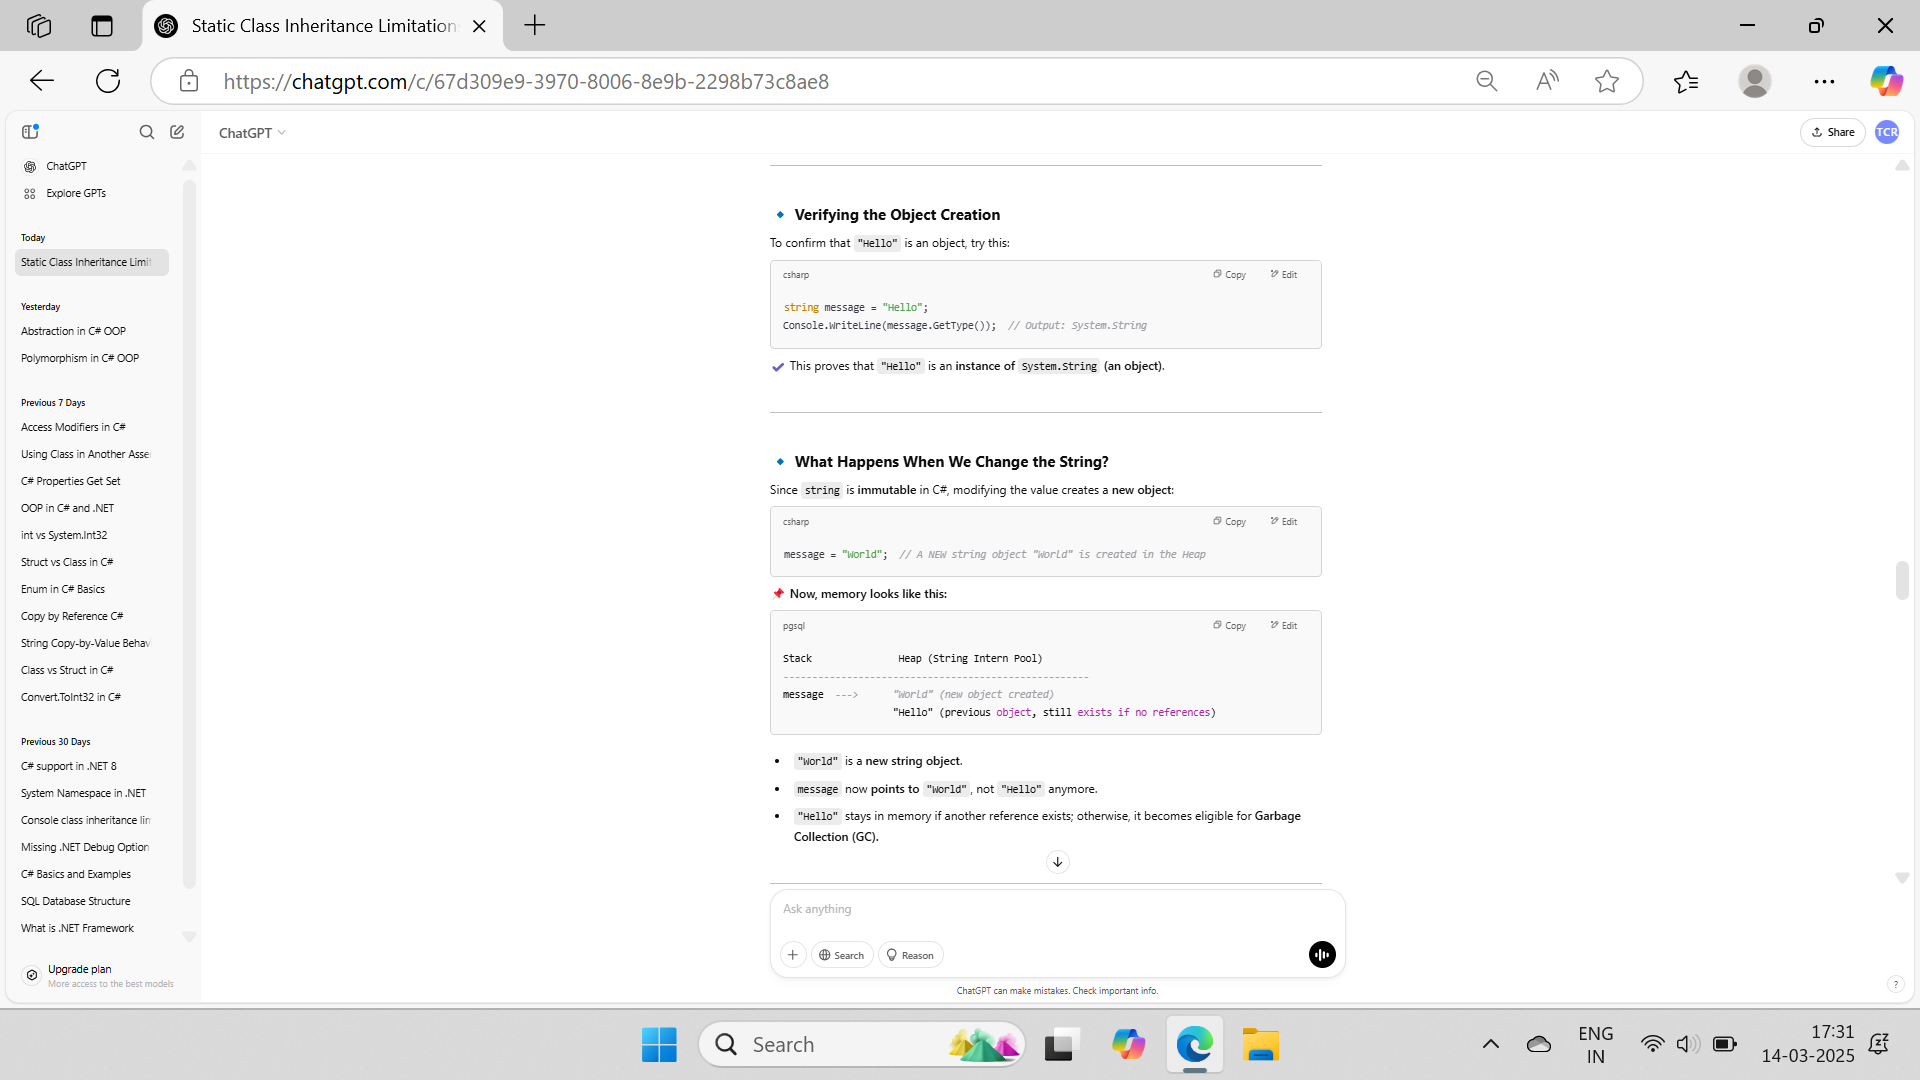 Static Class Inheritance Limitation
https://chatgpt.com/c/67d309e9-3970-8006-8e9b-2298b73c8ae8
ChatGPT
Share
TCR
ChatGPT
Explore GPTs
Today
Static Class Inheritance Limit
Yesterday
Abstraction in C# OOP
Polymorphism in C# OOP
Previous 7 Days
Access Modifiers in C#
Using Class in Another Asse
C# Properties Get Set
OOP in C# and .NET
int vs System.Int32
Struct vs Class in C#
Enum in C# Basics
Copy by Reference C#
String Copy-by-Value Behav
Class vs Struct in C#
Convert.ToInt32 in C#
Previous 30 Days
C# support in .NET 8
System Namespace in .NET
Console class inheritance lin
Missing .NET Debug Option
C# Basics and Examples
SQL Database Structure
What is .NET Framework
Upgrade plan
More access to the best models
Verifying the Object Creation
To confirm that "Hello" is an object, try this:
csharp Copy Edit
string message = "Hello";
Console.WriteLine(message.GetType()); // Output: System.String
This proves that "Hello" is an instance of System.String (an object).
What Happens When We Change the String?
Since string is immutable in C#, modifying the value creates a new object:
csharp Copy Edit
message = "World"; // A NEW string object "World" is created in the Heap
Now, memory looks like this:
pgsql Copy Edit
Stack Heap (String Intern Pool)
-----------------------------------------------------
message ---> "World" (new object created)
"Hello" (previous object, still exists if no references)
• "World" is a new string object.
• message now points to "World", not "Hello" anymore.
• "Hello" stays in memory if another reference exists; otherwise, it becomes eligible for Garbage
Collection (GC).
Ask anything
Search Reason
ChatGPT can make mistakes. Check important info.
?
Search
ENG
IN
17:31
14-03-2025